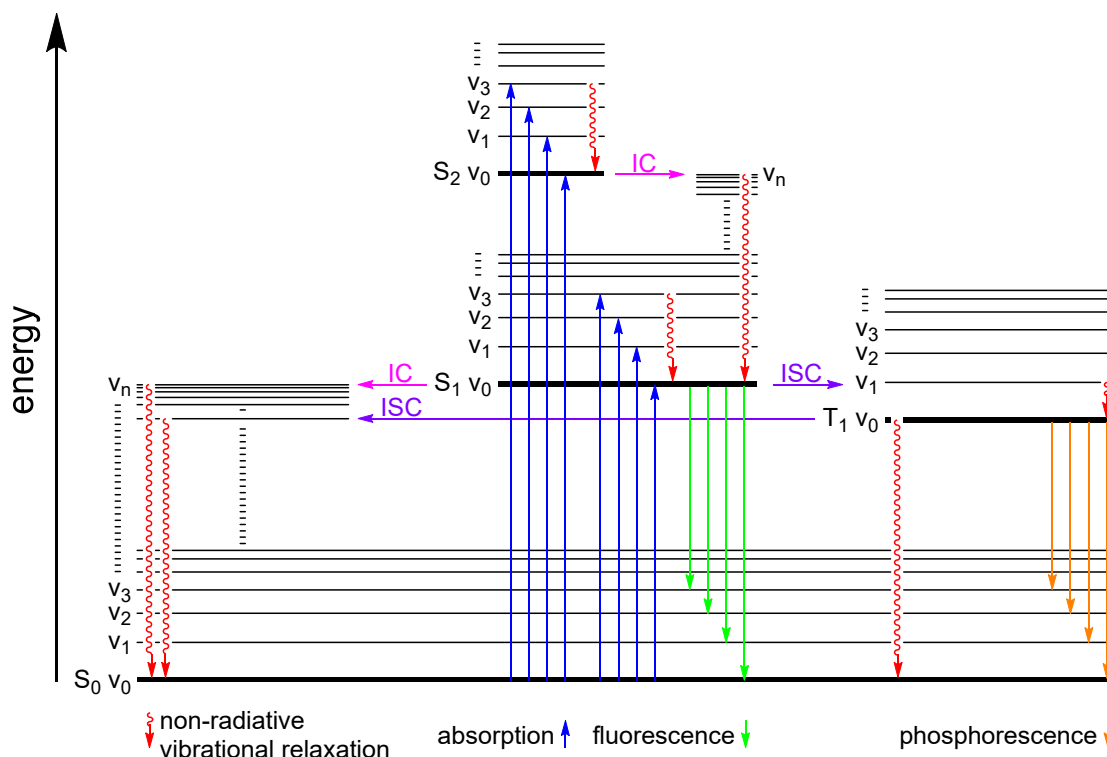 energy
v3
v2
v1
S2 v0
IC
vn
v3
v2
v1
S1 v0
IC
vn
ISC
ISC
v3
v2
v1
T1 v0
v3
v2
v1
S0 v0
non-radiative
vibrational relaxation
absorption
fluorescence
phosphorescence